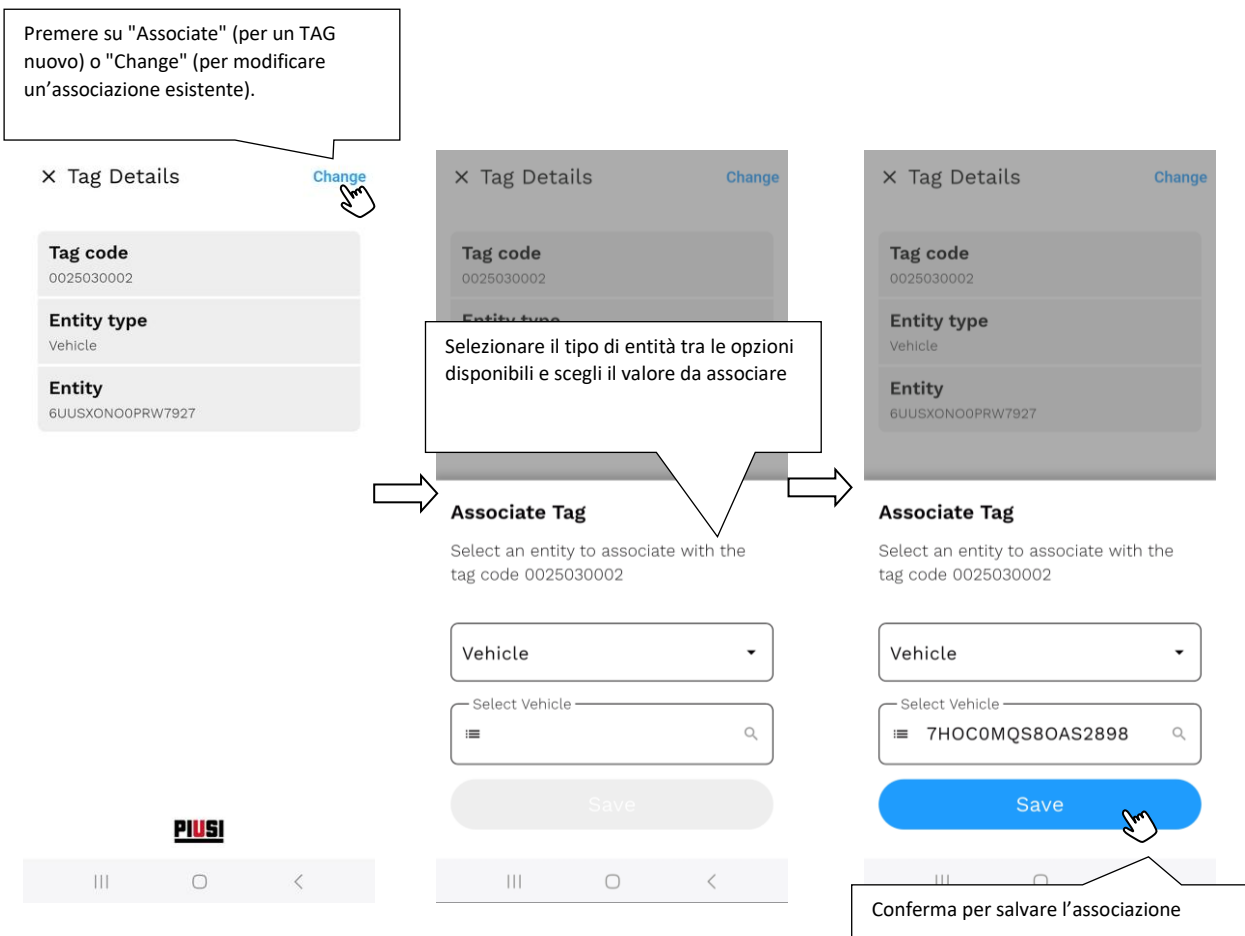 Premere su "Associate" (per un TAG
nuovo) o "Change" (per modificare
un’associazione esistente).
Tag Details
Change
Tag code
0025030002
Entity type
Vehicle
Entity
6UUSXONO0PRW7927
PIUSI
Tag Details
Change
Tag code
0025030002
Entity type
Selezionare il tipo di entità tra le opzioni
disponibili e scegli il valore da associare
Associate Tag
Select an entity to associate with the
tag code 0025030002
Vehicle
Select Vehicle
Save
Tag Details
Change
Tag code
0025030002
Entity type
Vehicle
Entity
6UUSXONO0PRW7927
Associate Tag
Select an entity to associate with the
tag code 0025030002
Vehicle
Select Vehicle
7HOC0MQS8OAS2898
Save
Conferma per salvare l’associazione